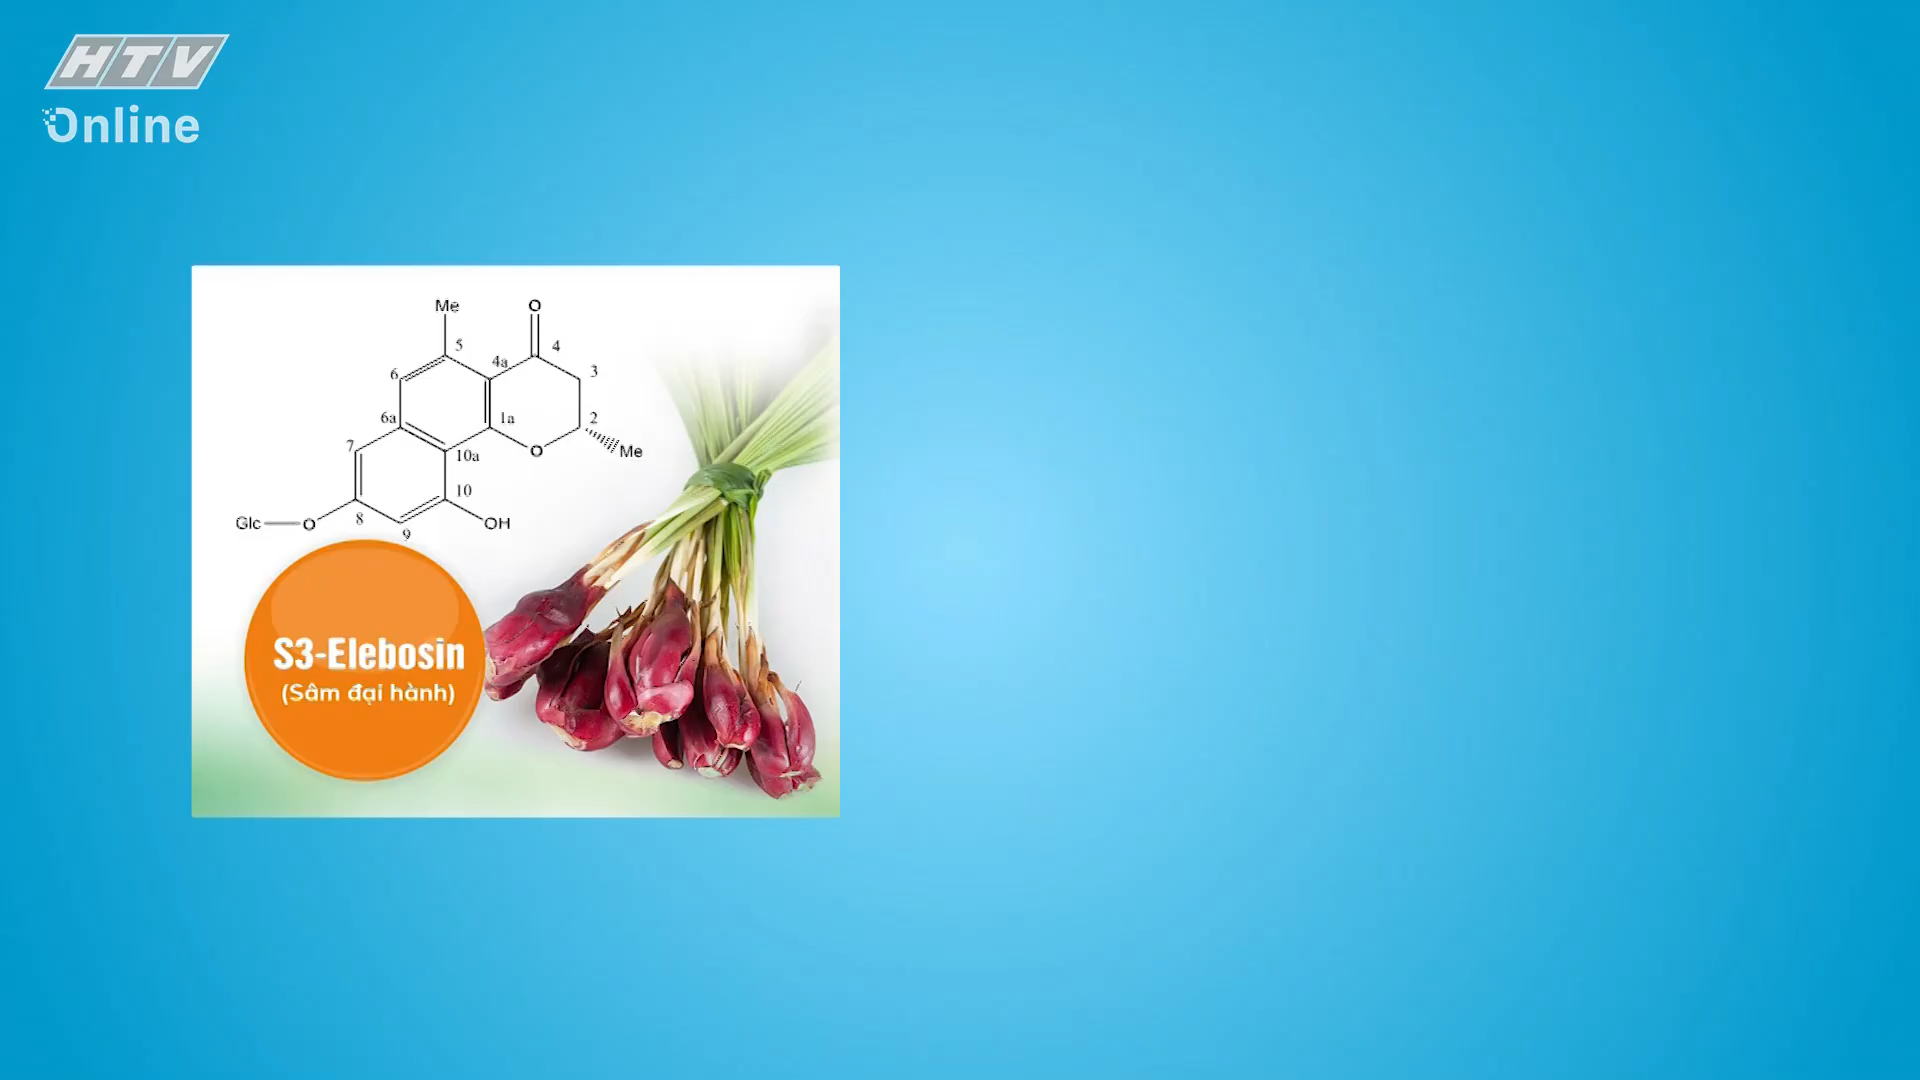 HTV
Online
Me
O
5
4
4a
6
3
6a
1a
2
7
O
Me
10a
10
Glc
O
8
OH
9
S3-Elebosin
(Sâm đại hành)